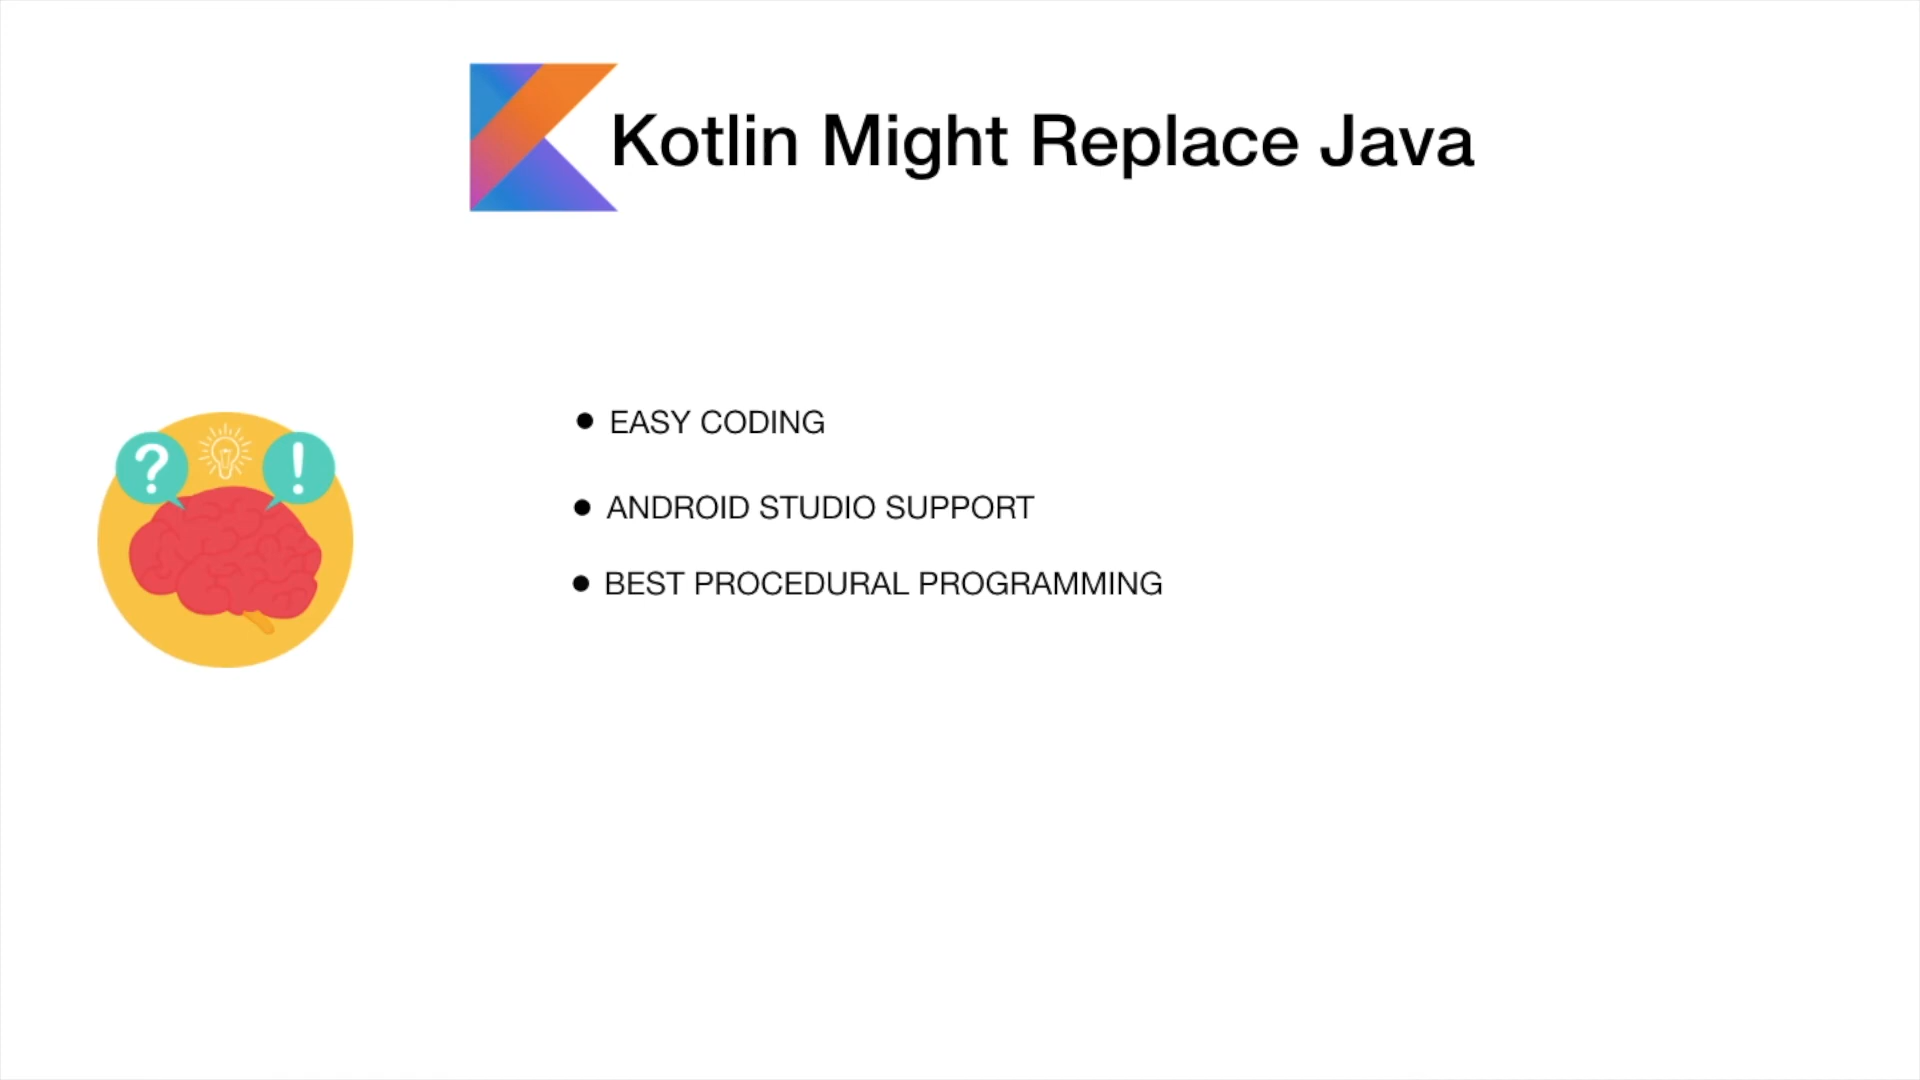 Kotlin Might Replace Java
? !
● EASY CODING
● ANDROID STUDIO SUPPORT
● BEST PROCEDURAL PROGRAMMING